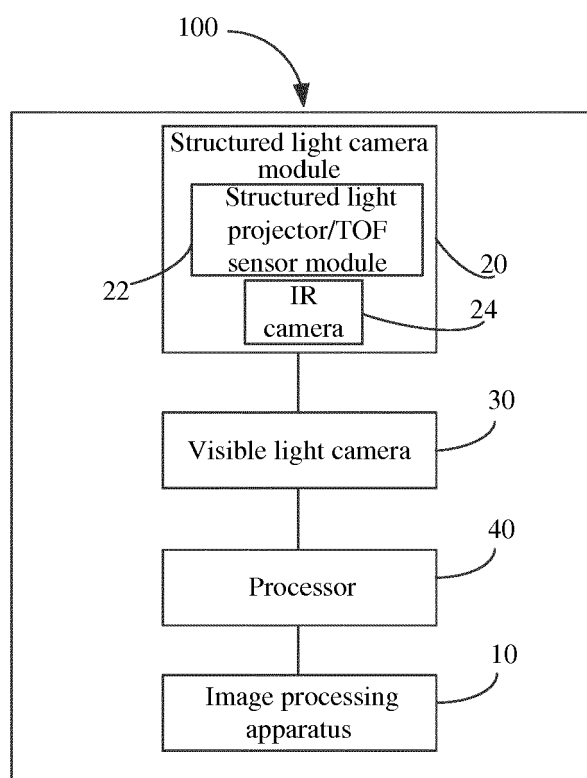 100
Structured light camera
module
Structured light
projector/TOF
sensor module
20
22
IR
camera
24
30
Visible light camera
40
Processor
10
Image processing
apparatus